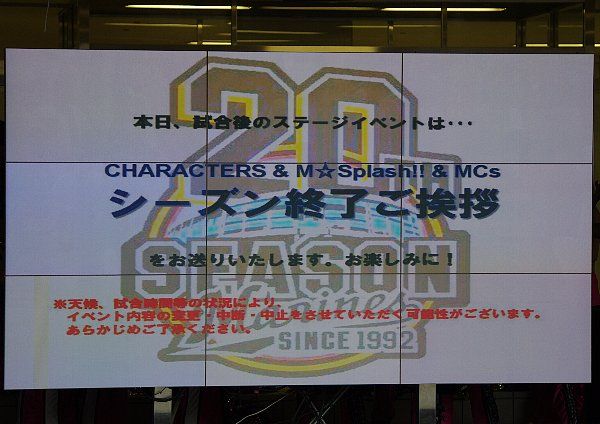 本日、試合後のステージイベントは・・・
CHARACTERS & M☆Splash!! & MCs
シーズン終了ご挨拶
をお送りいたします。お楽しみに！
※天候、試合時間等の状況により、
イベント内容の変更・中断・中止をさせていただく可能性がございます。
あらかじめご了承ください。
20
SEASON
Marines
SINCE 1992